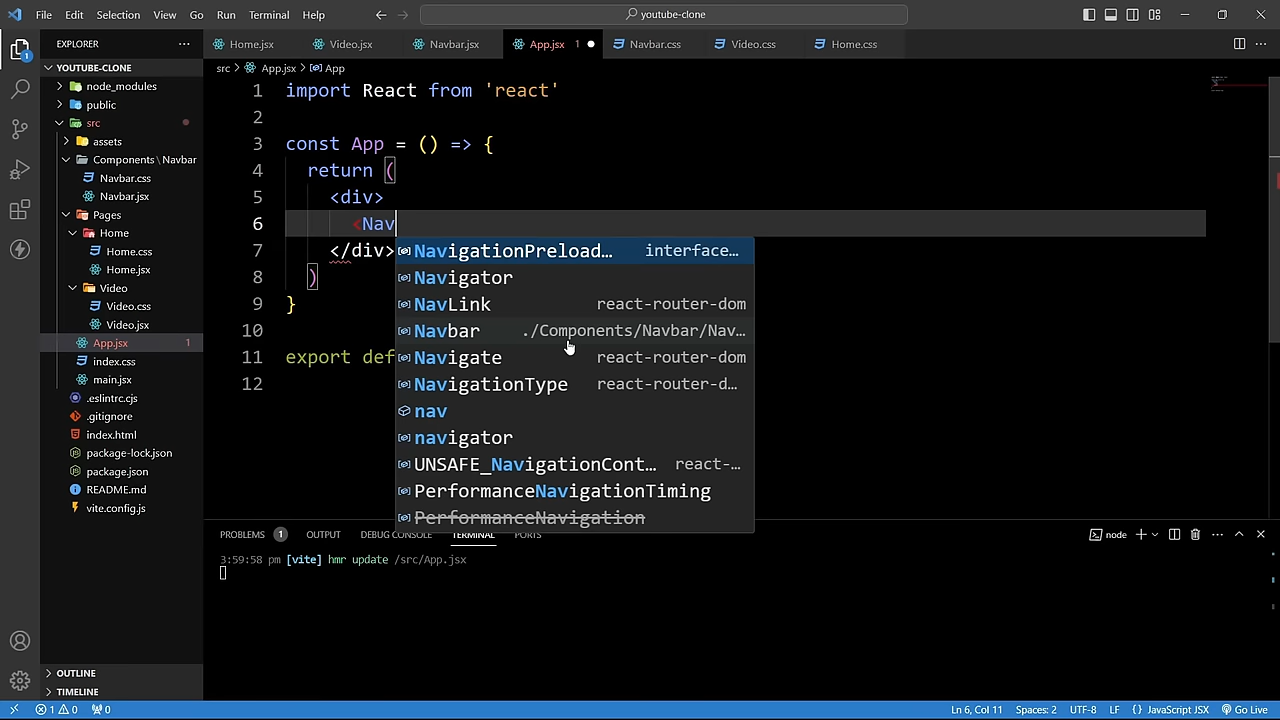 File Edit Selection View Go Run Terminal Help
youtube-clone
EXPLORER
Home.jsx Video.jsx Navbar.jsx App.jsx 1 Navbar.css Video.css Home.css
YOUTUBE-CLONE
src > App.jsx > App
node_modules
public
src
assets
Components \ Navbar
Navbar.css
Navbar.jsx
Pages
Home
Home.css
Home.jsx
Video
Video.css
Video.jsx
App.jsx 1
index.css
main.jsx
.eslintrc.cjs
.gitignore
index.html
package-lock.json
package.json
README.md
vite.config.js
OUTLINE
TIMELINE
1 import React from 'react'
2
3 const App = () => {
4 return (
5 <div>
6 <Nav
7 </div>
8 )
9 }
10
11 export def
12
NavigationPreload… interface…
Navigator
NavLink react-router-dom
Navbar ./Components/Navbar/Nav…
Navigate react-router-dom
NavigationType react-router-d…
nav
navigator
UNSAFE_NavigationCont… react-…
PerformanceNavigationTiming
PerformanceNavigation
PROBLEMS 1 OUTPUT DEBUG CONSOLE TERMINAL PORTS
node
3:59:58 pm [vite] hmr update /src/App.jsx
1 0 0
Ln 6, Col 11 Spaces: 2 UTF-8 LF {} JavaScript JSX Go Live